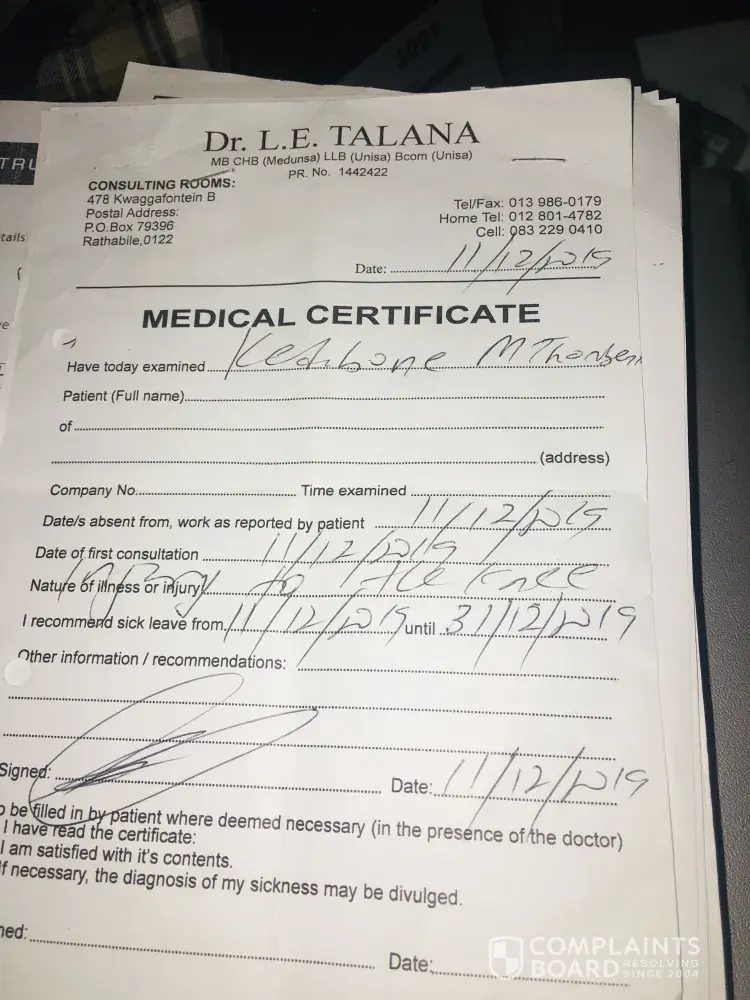 TRU
tails
Dr. L.E. TALANA
MB CHB (Medunsa) LLB (Unisa) Bcom (Unisa)
PR. No. 1442422
CONSULTING ROOMS:
478 Kwaggafontein B
Postal Address:
P.O.Box 79396
Rathabile,0122
Tel/Fax: 013 986-0179
Home Tel: 012 801-4782
Cell: 083 229 0410
Date: 11/12/2019
MEDICAL CERTIFICATE
Have today examined
Patient (Full name)
of
(address)
Company No. Time examined
Date/s absent from, work as reported by patient 11/12/2019
Date of first consultation 11/12/2019
Nature of illness or injury Injury to the knee
I recommend sick leave from 11/12/2019 until 31/12/2019
Other information / recommendations:
Signed: Date: 11/12/2019
o be filled in by patient where deemed necessary (in the presence of the doctor)
I have read the certificate:
I am satisfied with it's contents.
f necessary, the diagnosis of my sickness may be divulged.
ned: Date:
COMPLAINTS
BOARD RESOLVING SINCE 2004